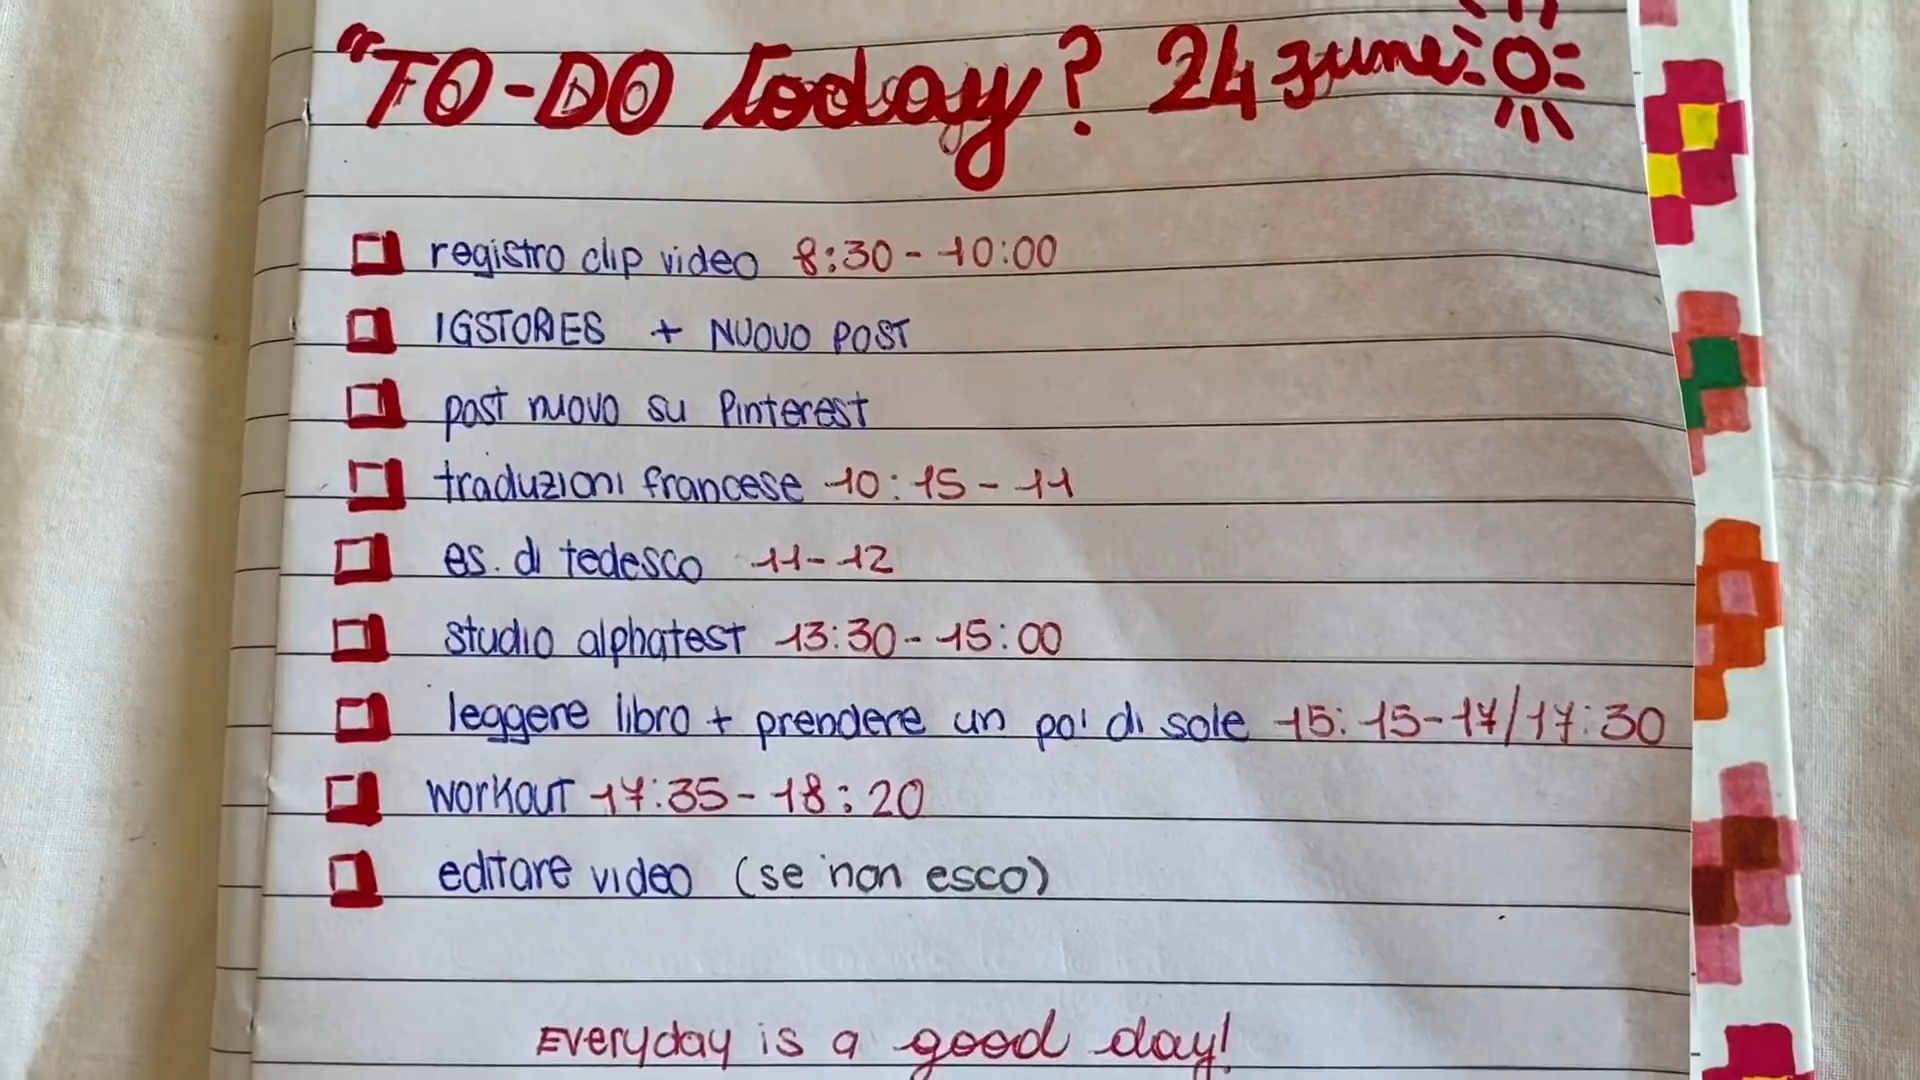 "TO-DO today? 24 june
registro clip video 8:30-10:00
IGSTORIES + NUOVO POST
post nuovo su Pinterest
traduzioni francese 10:15-11
es. di tedesco 11-12
studio alphatest 13:30-15:00
leggere libro + prendere un po' di sole 15:15-17/17:30
workout 17:35-18:20
editare video (se non esco)
Everyday is a good day!